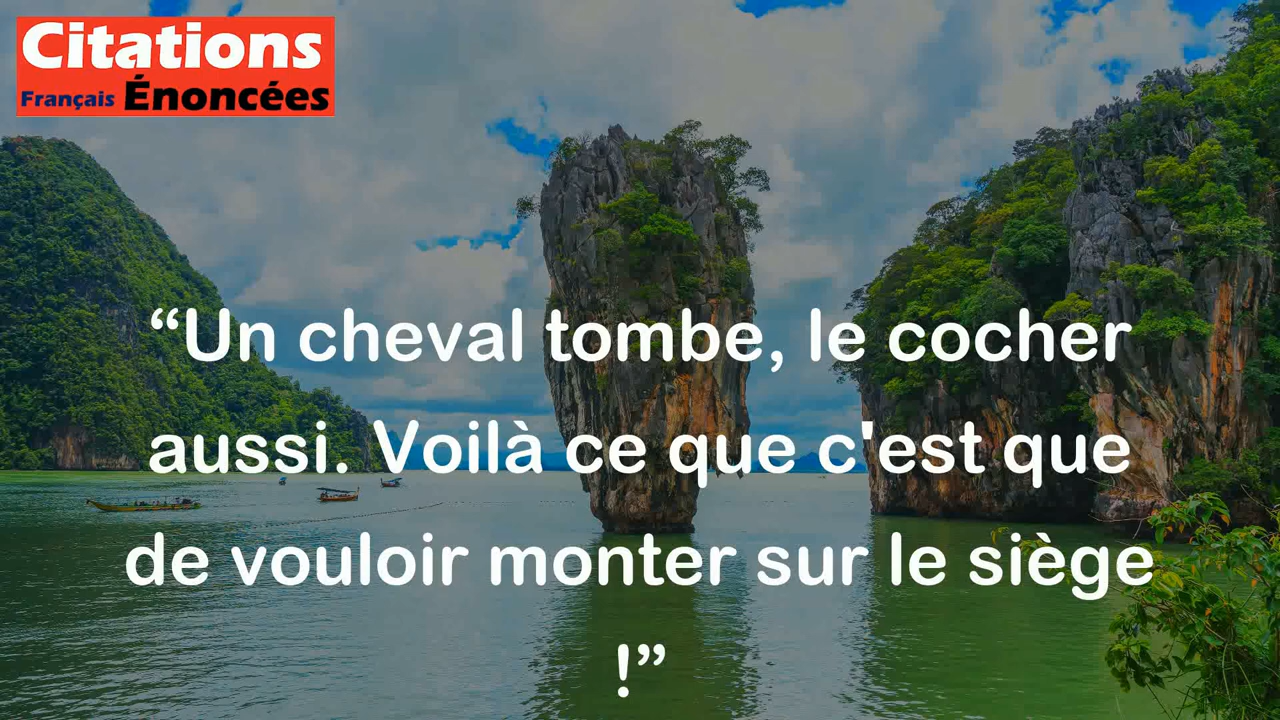 Citations
Français Énoncées
“Un cheval tombe, le cocher
aussi. Voilà ce que c'est que
de vouloir monter sur le siège
!”